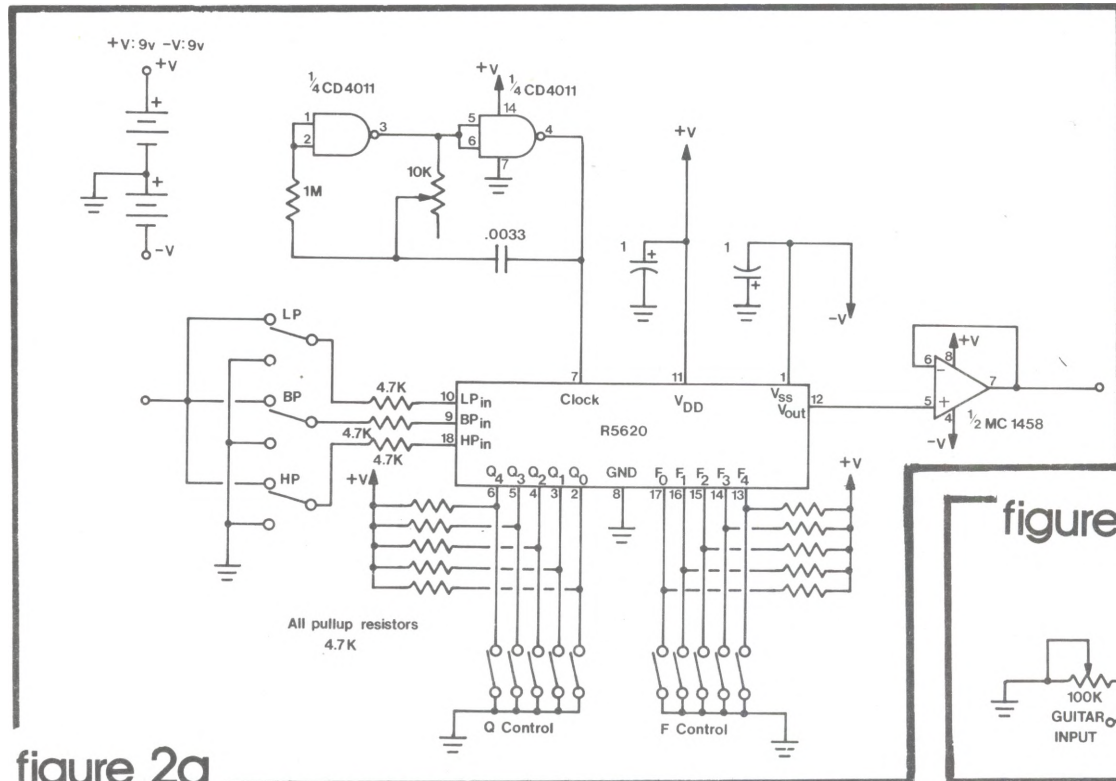 +V:9v -V:9v
+V
+
+
-V
1/4 CD4011
1
2
3
1M
10K
+V
1/4 CD4011
14
5
6
4
7
.0033
+V
1
+
1
+
-V
LP
BP
HP
4.7K
4.7K
4.7K
10 LPin
9 BPin
18 HPin
7
Clock
11
VDD
1
VSS
Vout
12
R5620
Q4 Q3 Q2 Q1 Q0 GND F0 F1 F2 F3 F4
6 5 4 3 2 8 17 16 15 14 13
+V
+V
6 -
5 +
+V
8
7
4
-V
1/2 MC 1458
All pullup resistors
4.7K
Q Control
F Control
figure
100K
GUITAR
INPUT
figure 2a